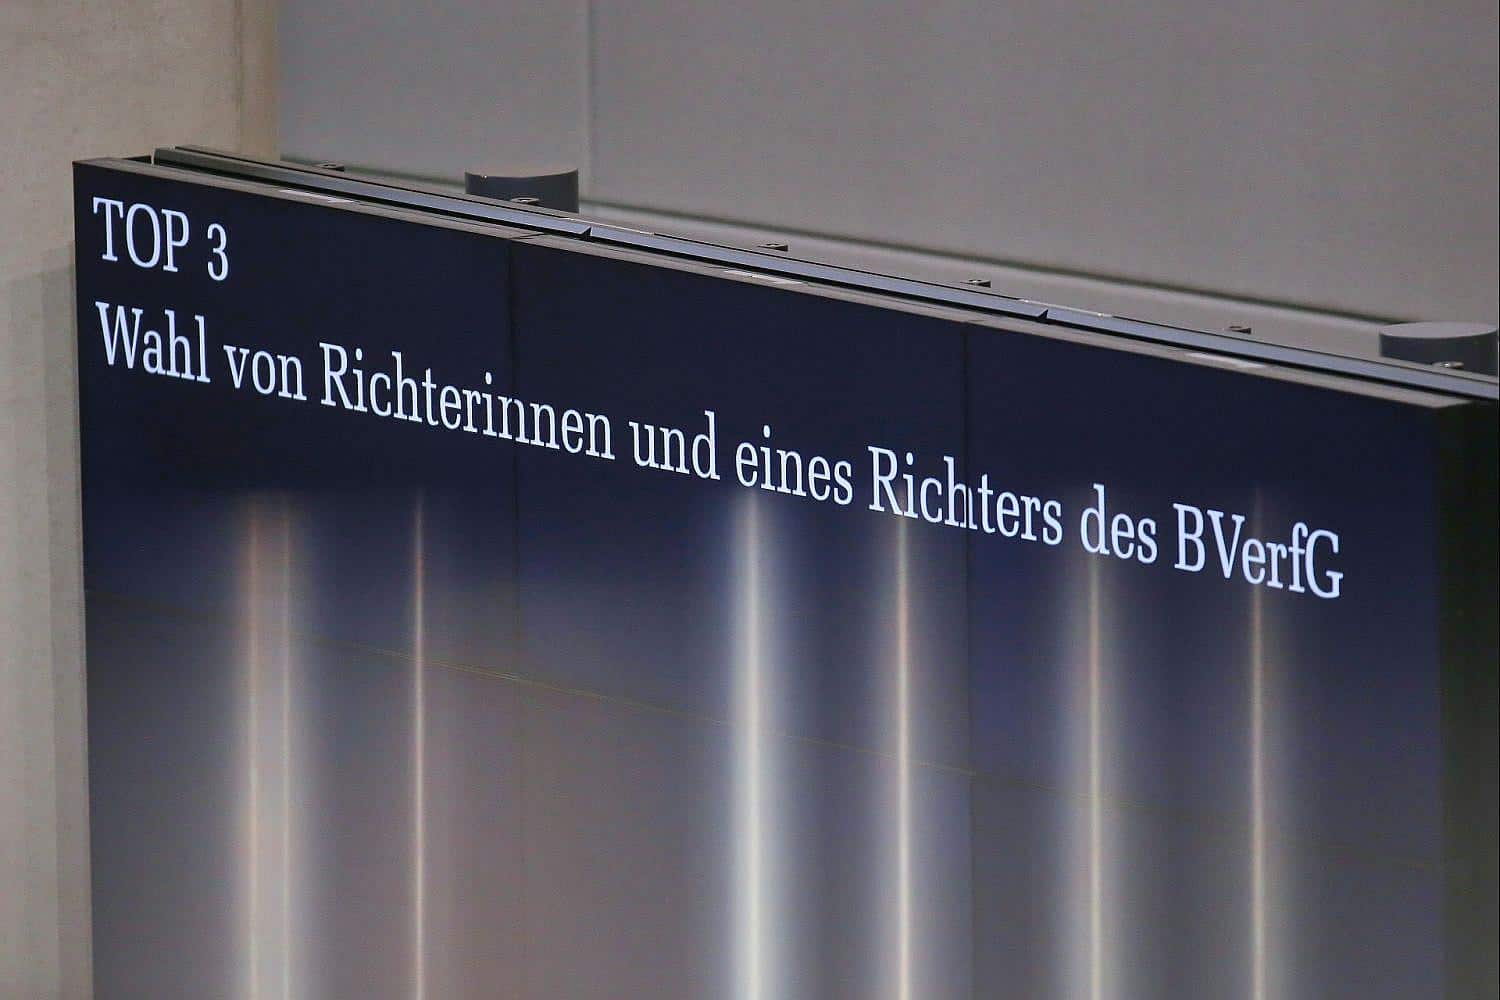 TOP 3
Wahl von Richterinnen und eines Richters des BVerfG